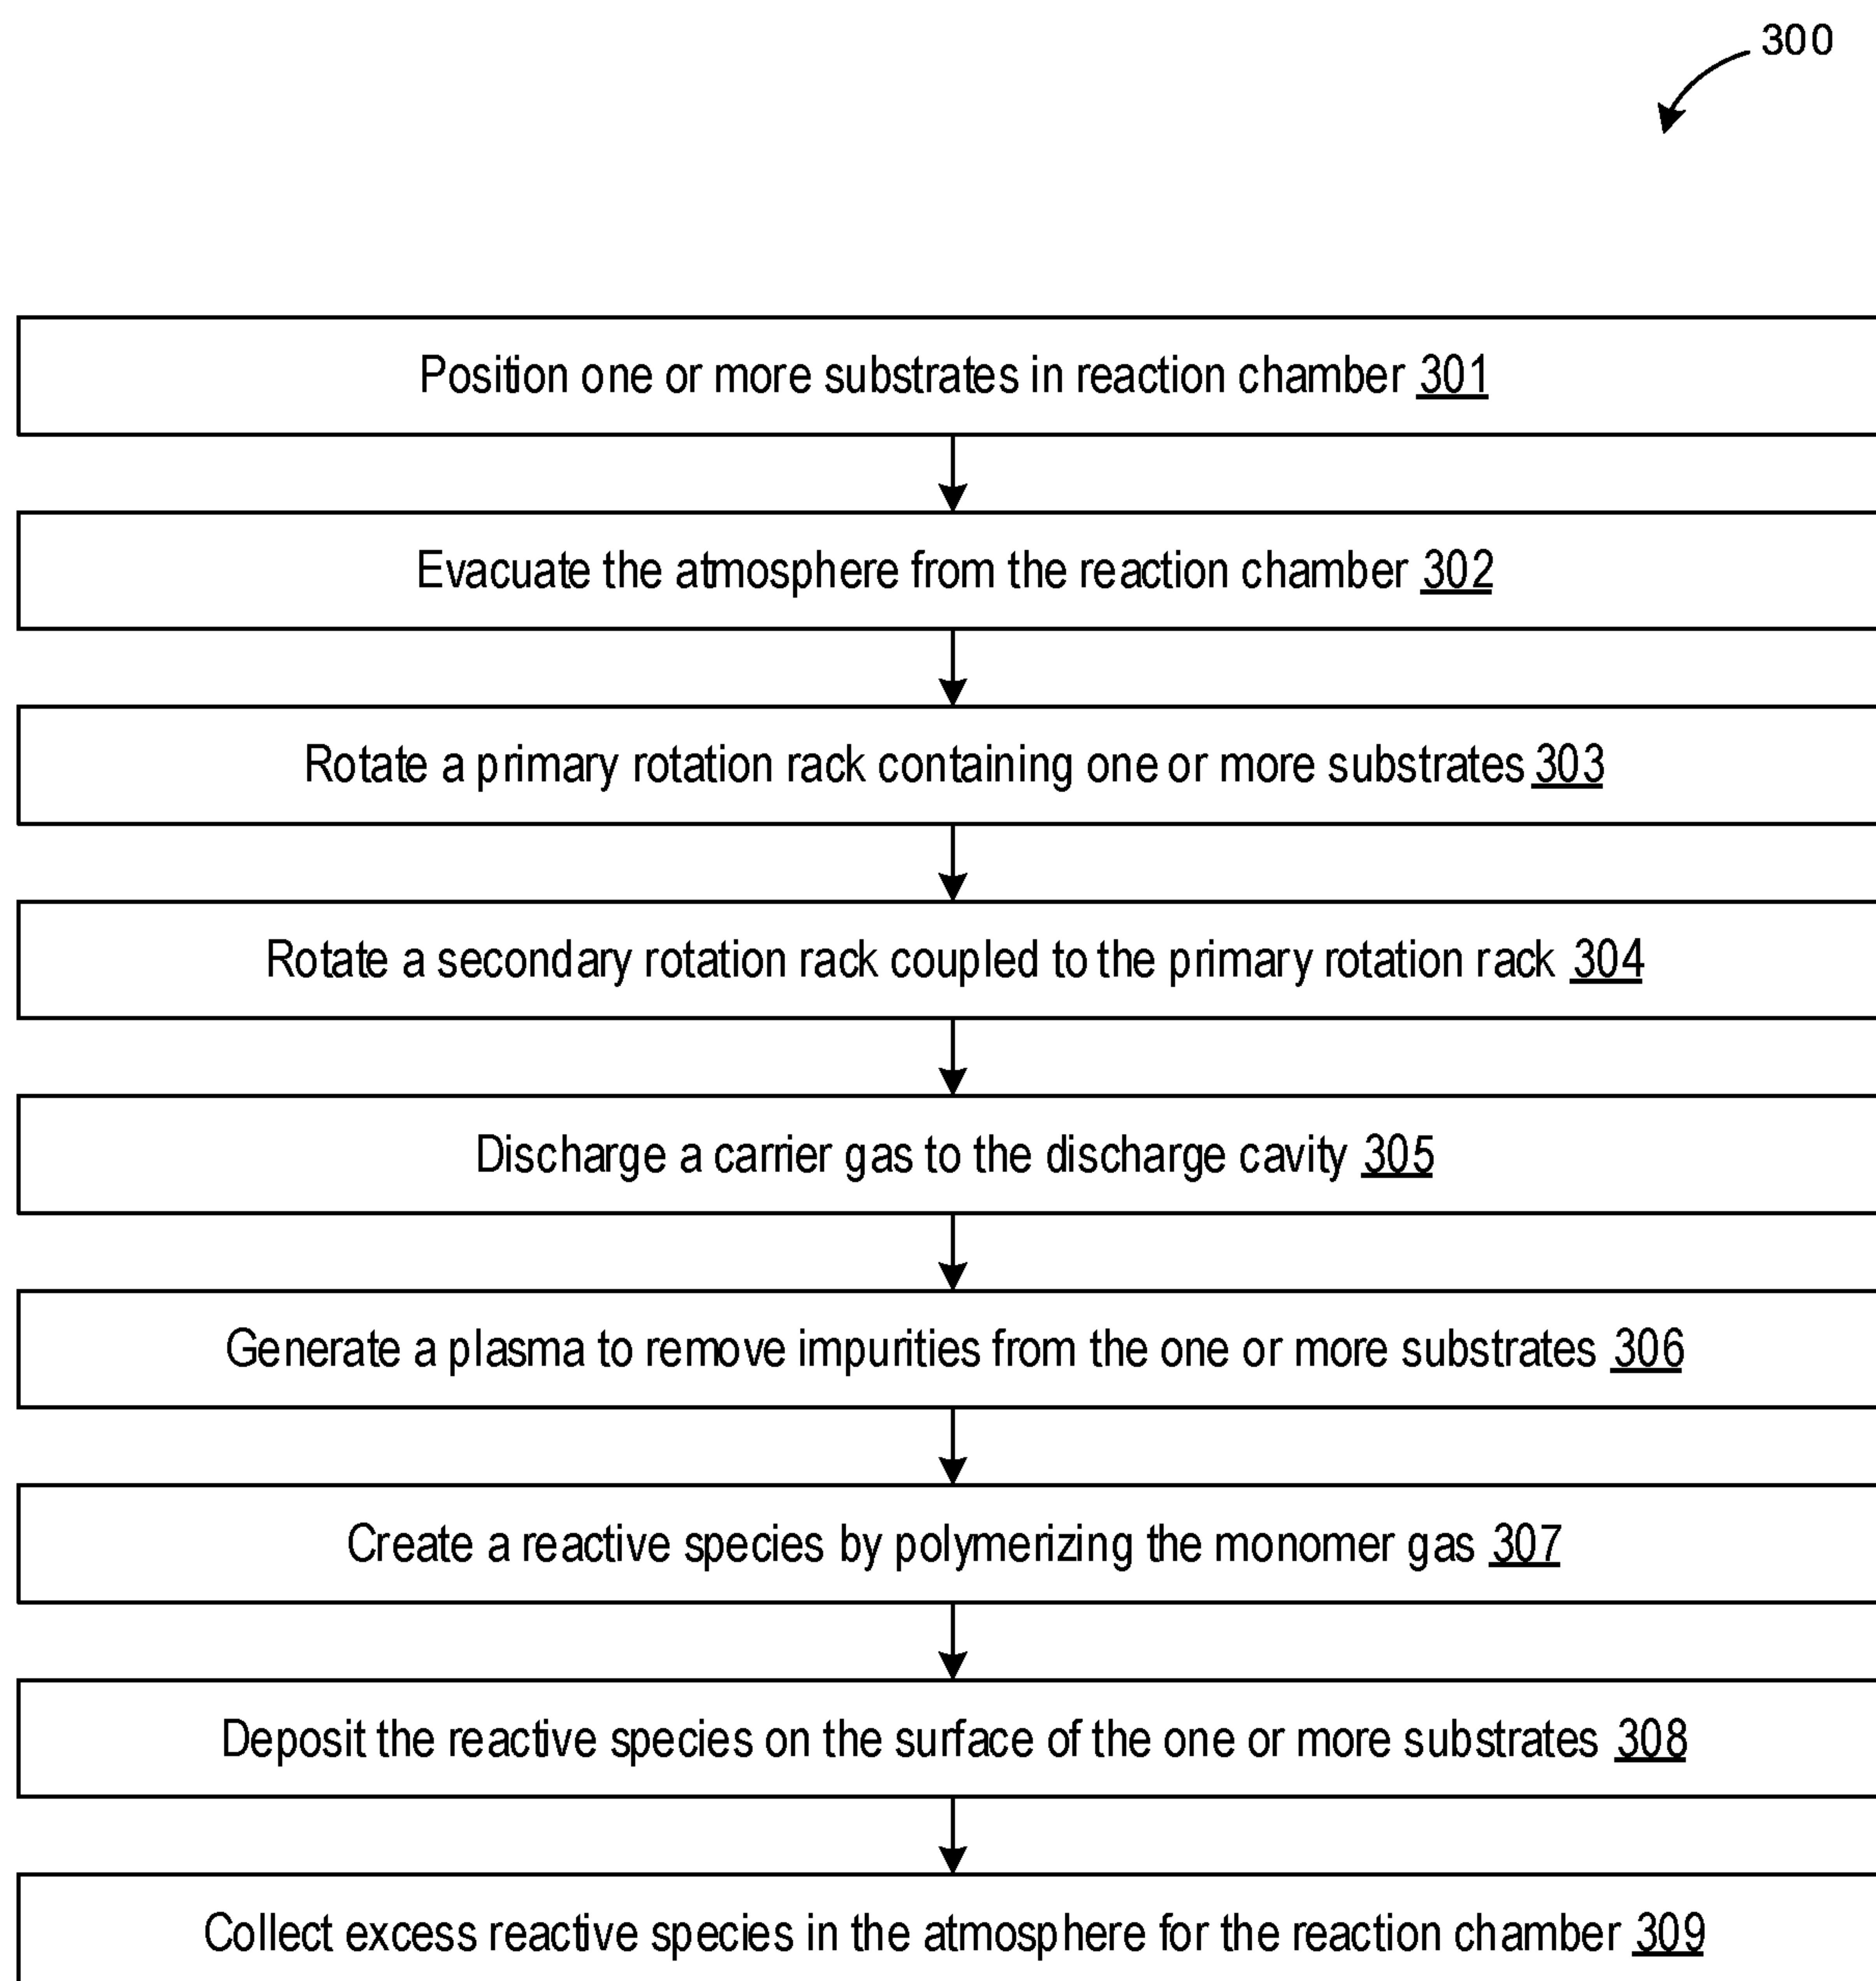 300
Position one or more substrates in reaction chamber 301
Evacuate the atmosphere from the reaction chamber 302
Rotate a primary rotation rack containing one or more substrates 303
Rotate a secondary rotation rack coupled to the primary rotation rack 304
Discharge a carrier gas to the discharge cavity 305
Generate a plasma to remove impurities from the one or more substrates 306
Create a reactive species by polymerizing the monomer gas 307
Deposit the reactive species on the surface of the one or more substrates 308
Collect excess reactive species in the atmosphere for the reaction chamber 309